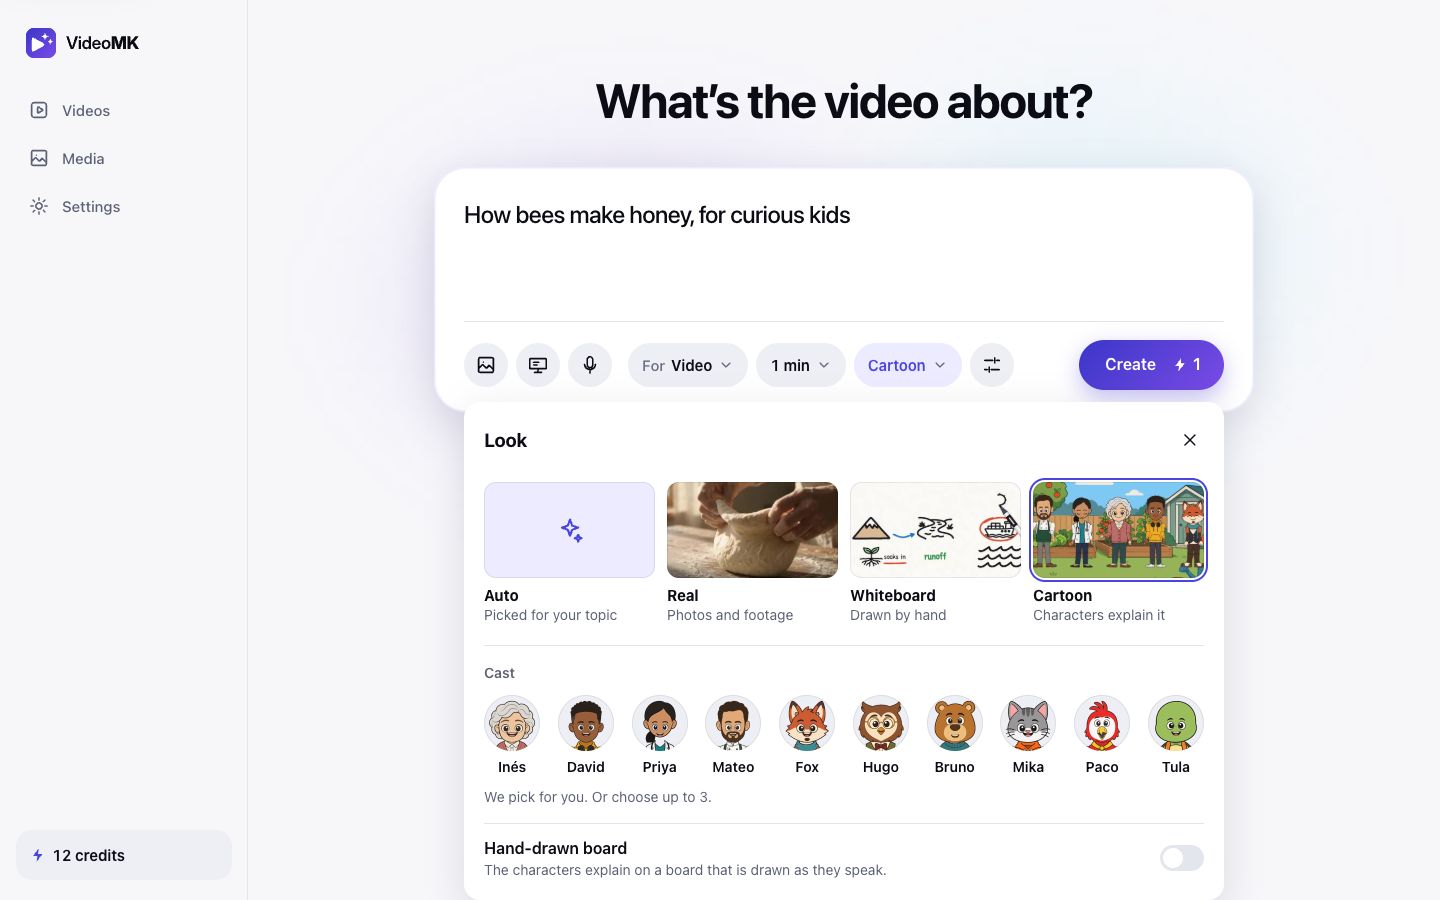 VideoMK
Videos
Media
Settings
12 credits
What's the video about?
How bees make honey, for curious kids
For Video
1 min
Cartoon
Create 1
Look
soaks in
runoff
Auto
Picked for your topic
Real
Photos and footage
Whiteboard
Drawn by hand
Cartoon
Characters explain it
Cast
Inés
David
Priya
Mateo
Fox
Hugo
Bruno
Mika
Paco
Tula
We pick for you. Or choose up to 3.
Hand-drawn board
The characters explain on a board that is drawn as they speak.